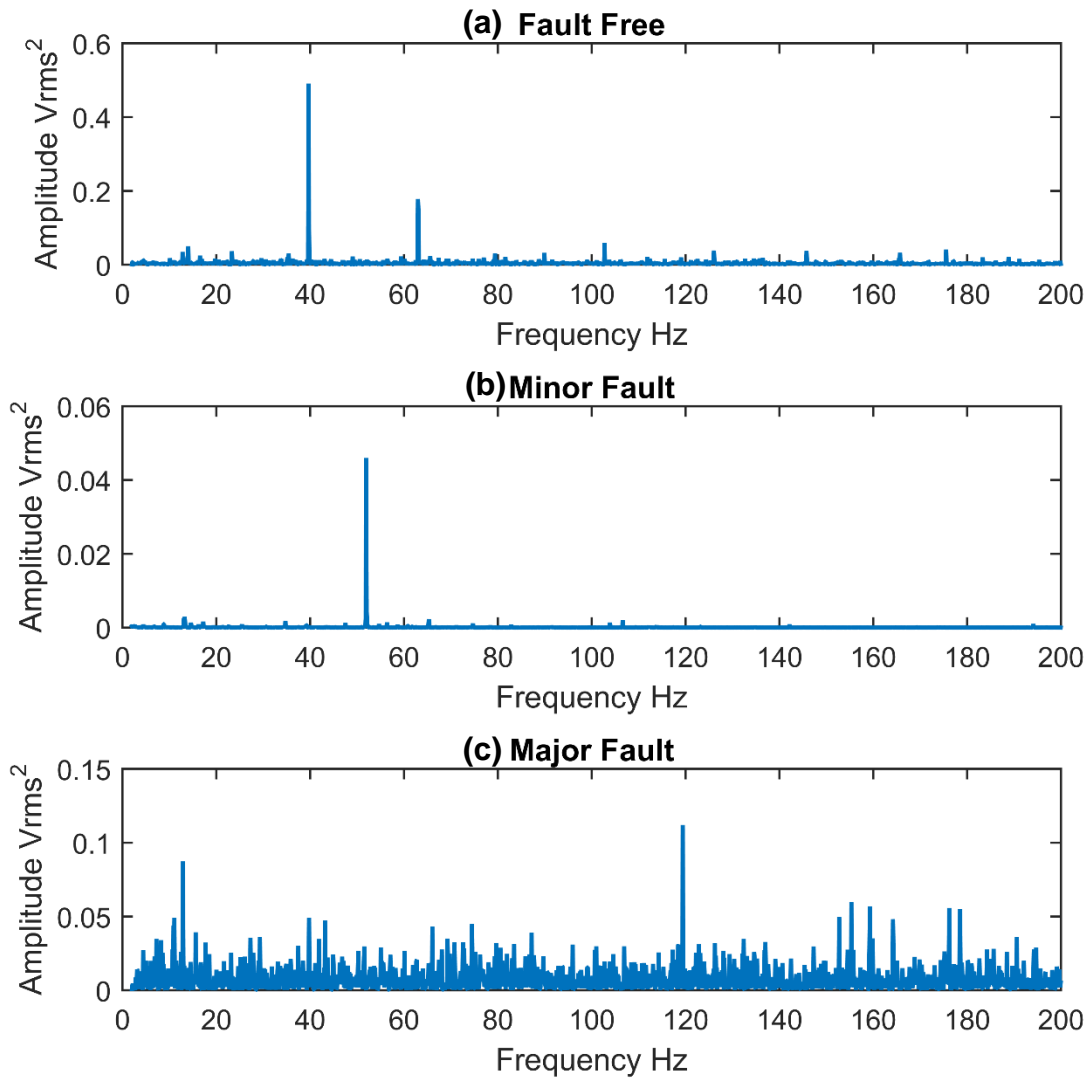 (a) Fault Free
Amplitude Vrms²
0.6
0.4
0.2
0
0 20 40 60 80 100 120 140 160 180 200
Frequency Hz
(b) Minor Fault
Amplitude Vrms²
0.06
0.04
0.02
0
0 20 40 60 80 100 120 140 160 180 200
Frequency Hz
(c) Major Fault
Amplitude Vrms²
0.15
0.1
0.05
0
0 20 40 60 80 100 120 140 160 180 200
Frequency Hz